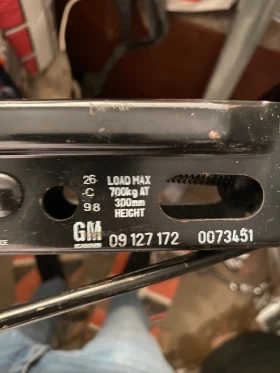 26
-C
98
LOAD MAX
700kg AT
300mm
HEIGHT
GM
09 127 172 0073451